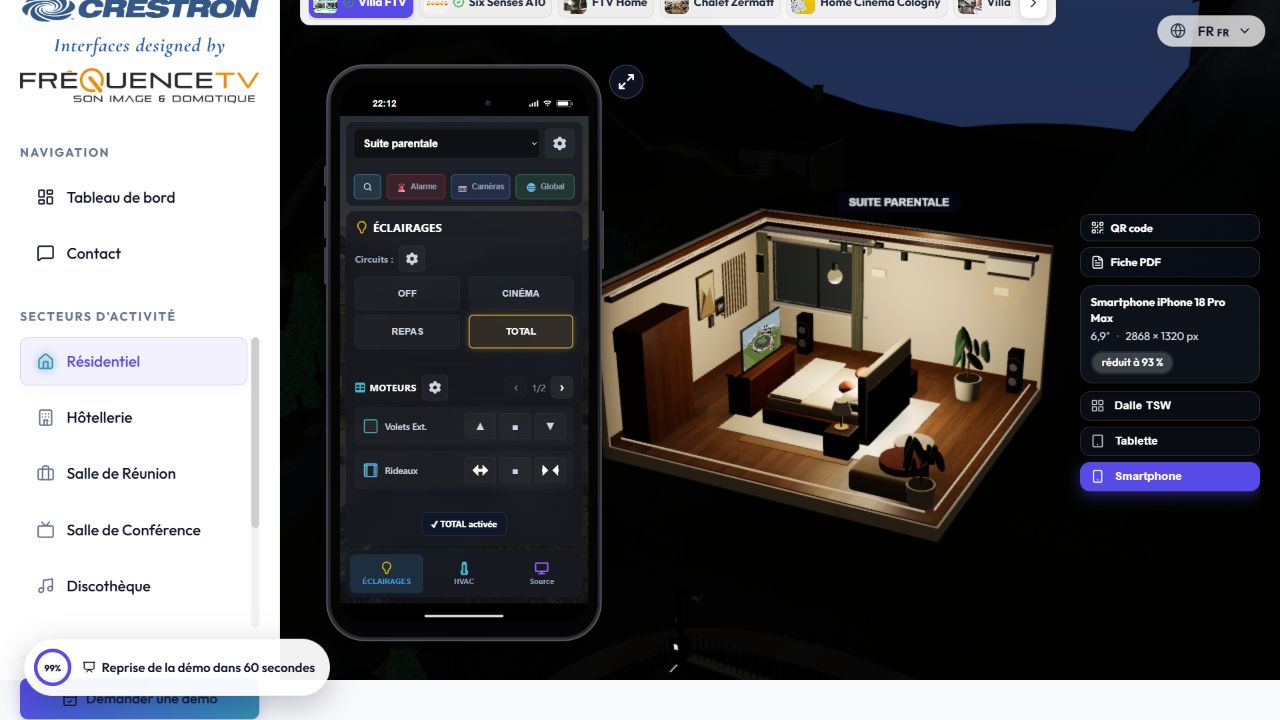 CRESTRON
Interfaces designed by
FRÉQUENCETV
SON IMAGE & DOMOTIQUE
NAVIGATION
Tableau de bord
Contact
SECTEURS D'ACTIVITÉ
Résidentiel
Hôtellerie
Salle de Réunion
Salle de Conférence
Discothèque
99%
Reprise de la démo dans 60 secondes
Demander une démo
Villa FTV
Six Senses A10
FTV Home
Chalet Zermatt
Home Cinéma Cologny
Villa
FR FR
22:12
Suite parentale
Alarme
Caméras
Global
ÉCLAIRAGES
Circuits :
OFF
CINÉMA
REPAS
TOTAL
MOTEURS
1/2
Volets Ext.
Rideaux
✓ TOTAL activée
ÉCLAIRAGES
HVAC
Source
SUITE PARENTALE
QR code
Fiche PDF
Smartphone iPhone 18 Pro
Max
6,9" · 2868 × 1320 px
réduit à 93 %
Dalle TSW
Tablette
Smartphone